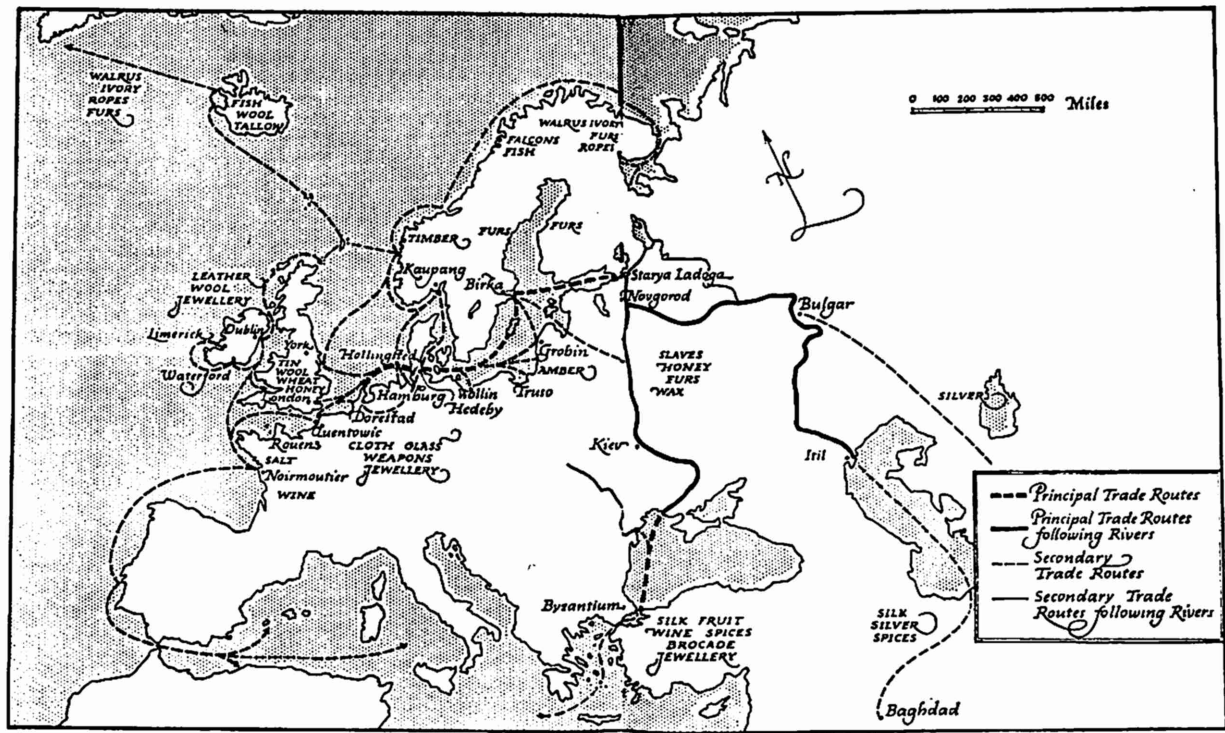 WALRUS
IVORY
ROPES
FURS
FISH
WOOL
TALLOW
WALRUS IVORY
FURS
ROPES
FALCONS
FISH
0 100 200 300 400 500 Miles
N
TIMBER
FURS
FURS
Kaupang
Birka
Starya Ladoga
Novgorod
Bulgar
LEATHER
WOOL
JEWELLERY
Limerick
Dublin
York
Waterford
TIN
WOOL
WHEAT
HONEY
London
Hollingsted
Hamburg
Wollin
Hedeby
Grobin
AMBER
Truso
Dorestad
Quentowic
SLAVES
HONEY
FURS
WAX
SILVER
Rouen
CLOTH GLASS
WEAPONS
JEWELLERY
SALT
Noirmoutier
WINE
Kiev
Itil
Byzantium
SILK FRUIT
WINE SPICES
BROCADE
JEWELLERY
SILK
SILVER
SPICES
Baghdad
Principal Trade Routes
Principal Trade Routes
following Rivers
Secondary
Trade Routes
Secondary Trade
Routes following Rivers